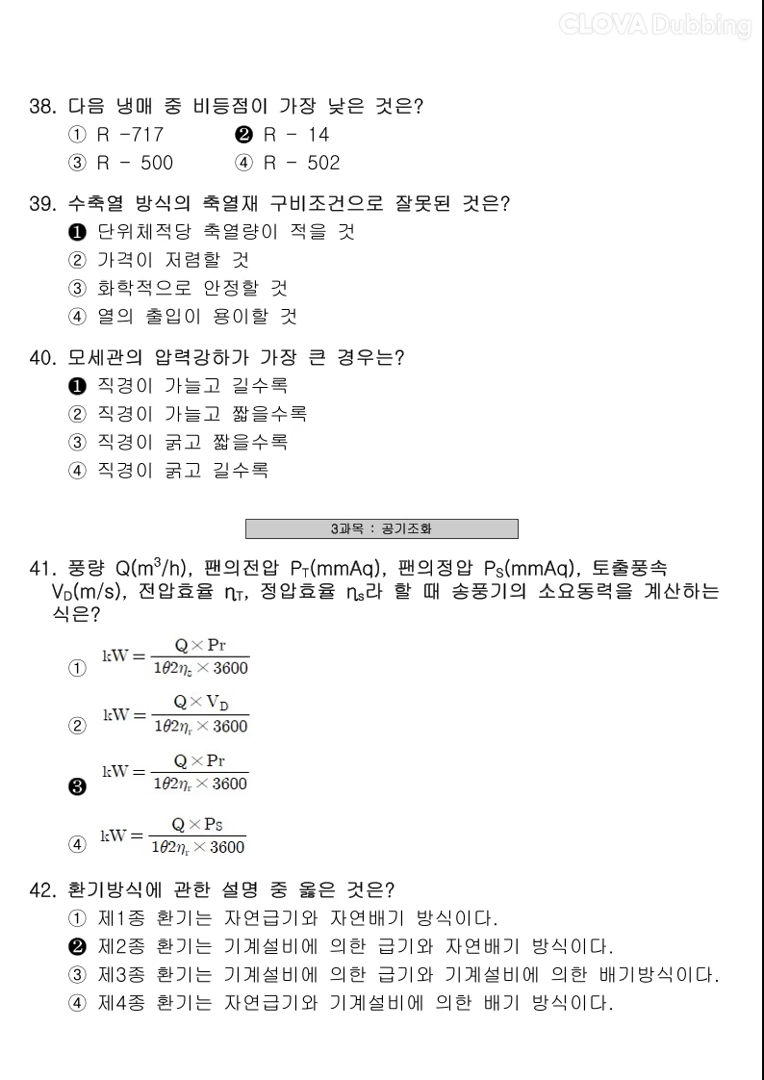 CLOVA Dubbing
38. 다음 냉매 중 비등점이 가장 낮은 것은?
① R -717 ❷ R - 14
③ R - 500 ④ R - 502
39. 수축열 방식의 축열재 구비조건으로 잘못된 것은?
❶ 단위체적당 축열량이 적을 것
② 가격이 저렴할 것
③ 화학적으로 안정할 것
④ 열의 출입이 용이할 것
40. 모세관의 압력강하가 가장 큰 경우는?
❶ 직경이 가늘고 길수록
② 직경이 가늘고 짧을수록
③ 직경이 굵고 짧을수록
④ 직경이 굵고 길수록
3과목 : 공기조화
41. 풍량 Q(m³/h), 팬의전압 P_T(mmAq), 팬의정압 P_S(mmAq), 토출풍속
V_D(m/s), 전압효율 η_T, 정압효율 η_s라 할 때 송풍기의 소요동력을 계산하는
식은?
① kW = (Q×Pr)/(1θ2η_s×3600)
② kW = (Q×V_D)/(1θ2η_r×3600)
❸ kW = (Q×Pr)/(1θ2η_r×3600)
④ kW = (Q×P_S)/(1θ2η_r×3600)
42. 환기방식에 관한 설명 중 옳은 것은?
① 제1종 환기는 자연급기와 자연배기 방식이다.
❷ 제2종 환기는 기계설비에 의한 급기와 자연배기 방식이다.
③ 제3종 환기는 기계설비에 의한 급기와 기계설비에 의한 배기방식이다.
④ 제4종 환기는 자연급기와 기계설비에 의한 배기 방식이다.